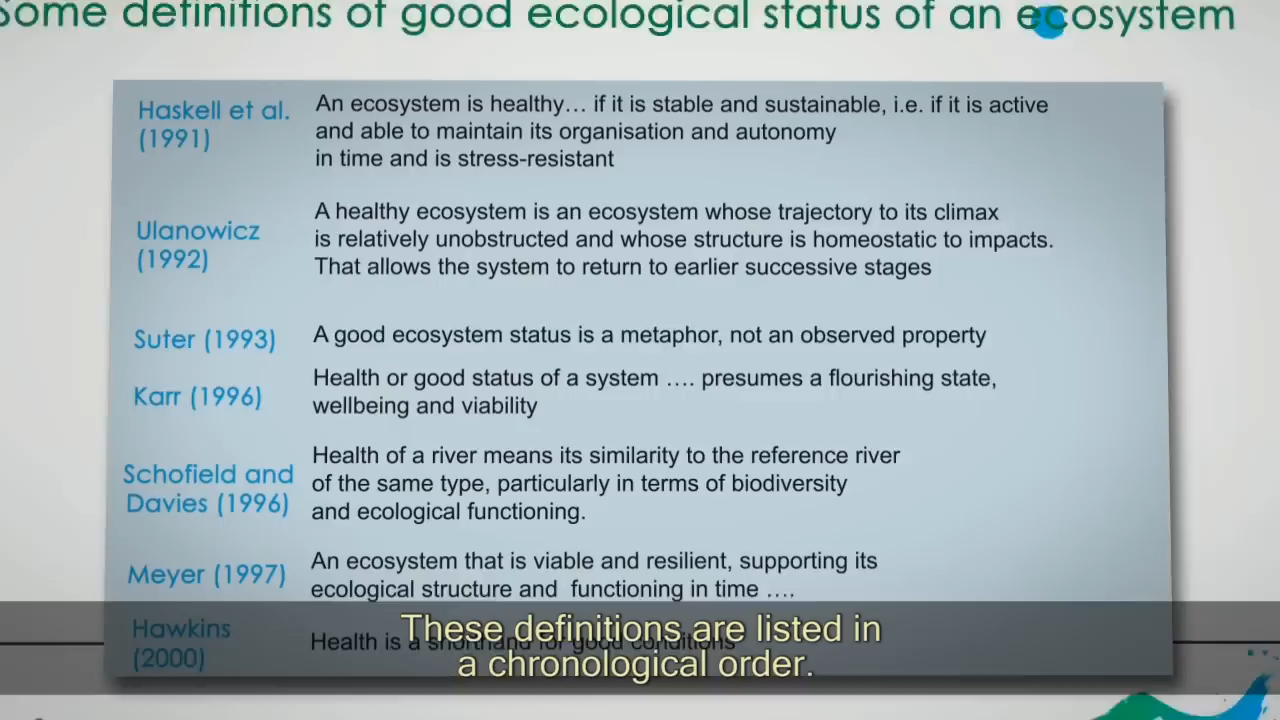 Some definitions of good ecological status of an ecosystem
Haskell et al.
(1991)
An ecosystem is healthy… if it is stable and sustainable, i.e. if it is active
and able to maintain its organisation and autonomy
in time and is stress-resistant
Ulanowicz
(1992)
A healthy ecosystem is an ecosystem whose trajectory to its climax
is relatively unobstructed and whose structure is homeostatic to impacts.
That allows the system to return to earlier successive stages
Suter (1993)
A good ecosystem status is a metaphor, not an observed property
Karr (1996)
Health or good status of a system …. presumes a flourishing state,
wellbeing and viability
Schofield and
Davies (1996)
Health of a river means its similarity to the reference river
of the same type, particularly in terms of biodiversity
and ecological functioning.
Meyer (1997)
An ecosystem that is viable and resilient, supporting its
ecological structure and functioning in time ….
Hawkins
(2000)
Health is a shorthand for good conditions
These definitions are listed in
a chronological order.